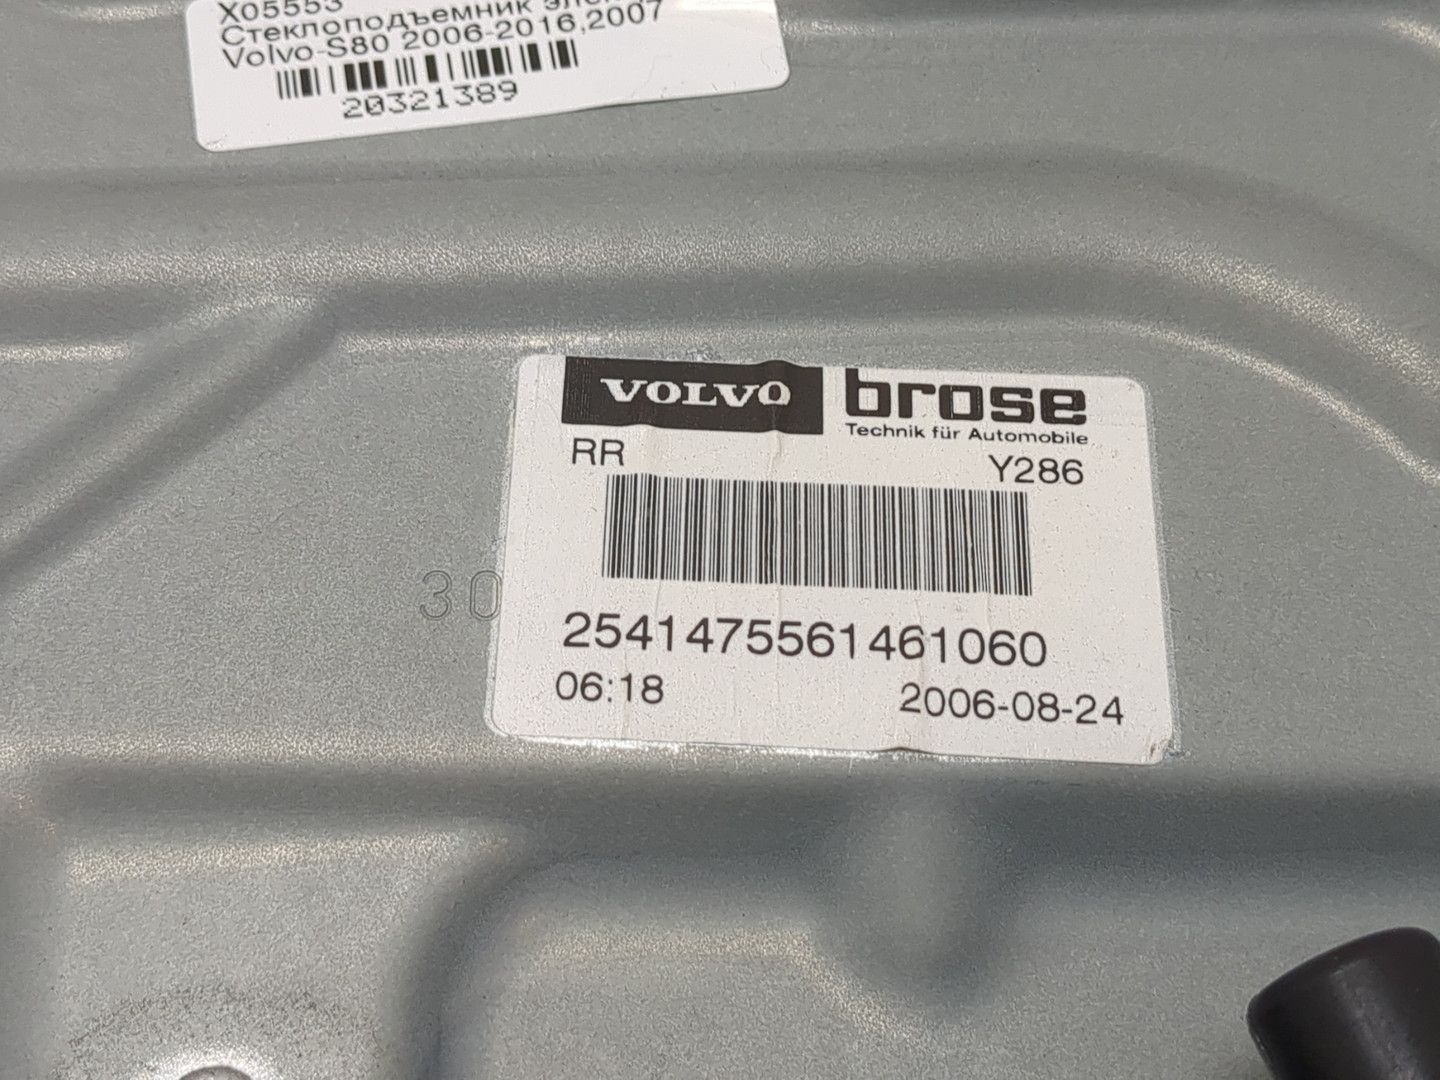 X05553
Стеклоподъемник
Volvo-S80 2006-2016,2007
20321389
VOLVO brose
Technik für Automobile
RR Y286
30
2541475561461060
06:18 2006-08-24